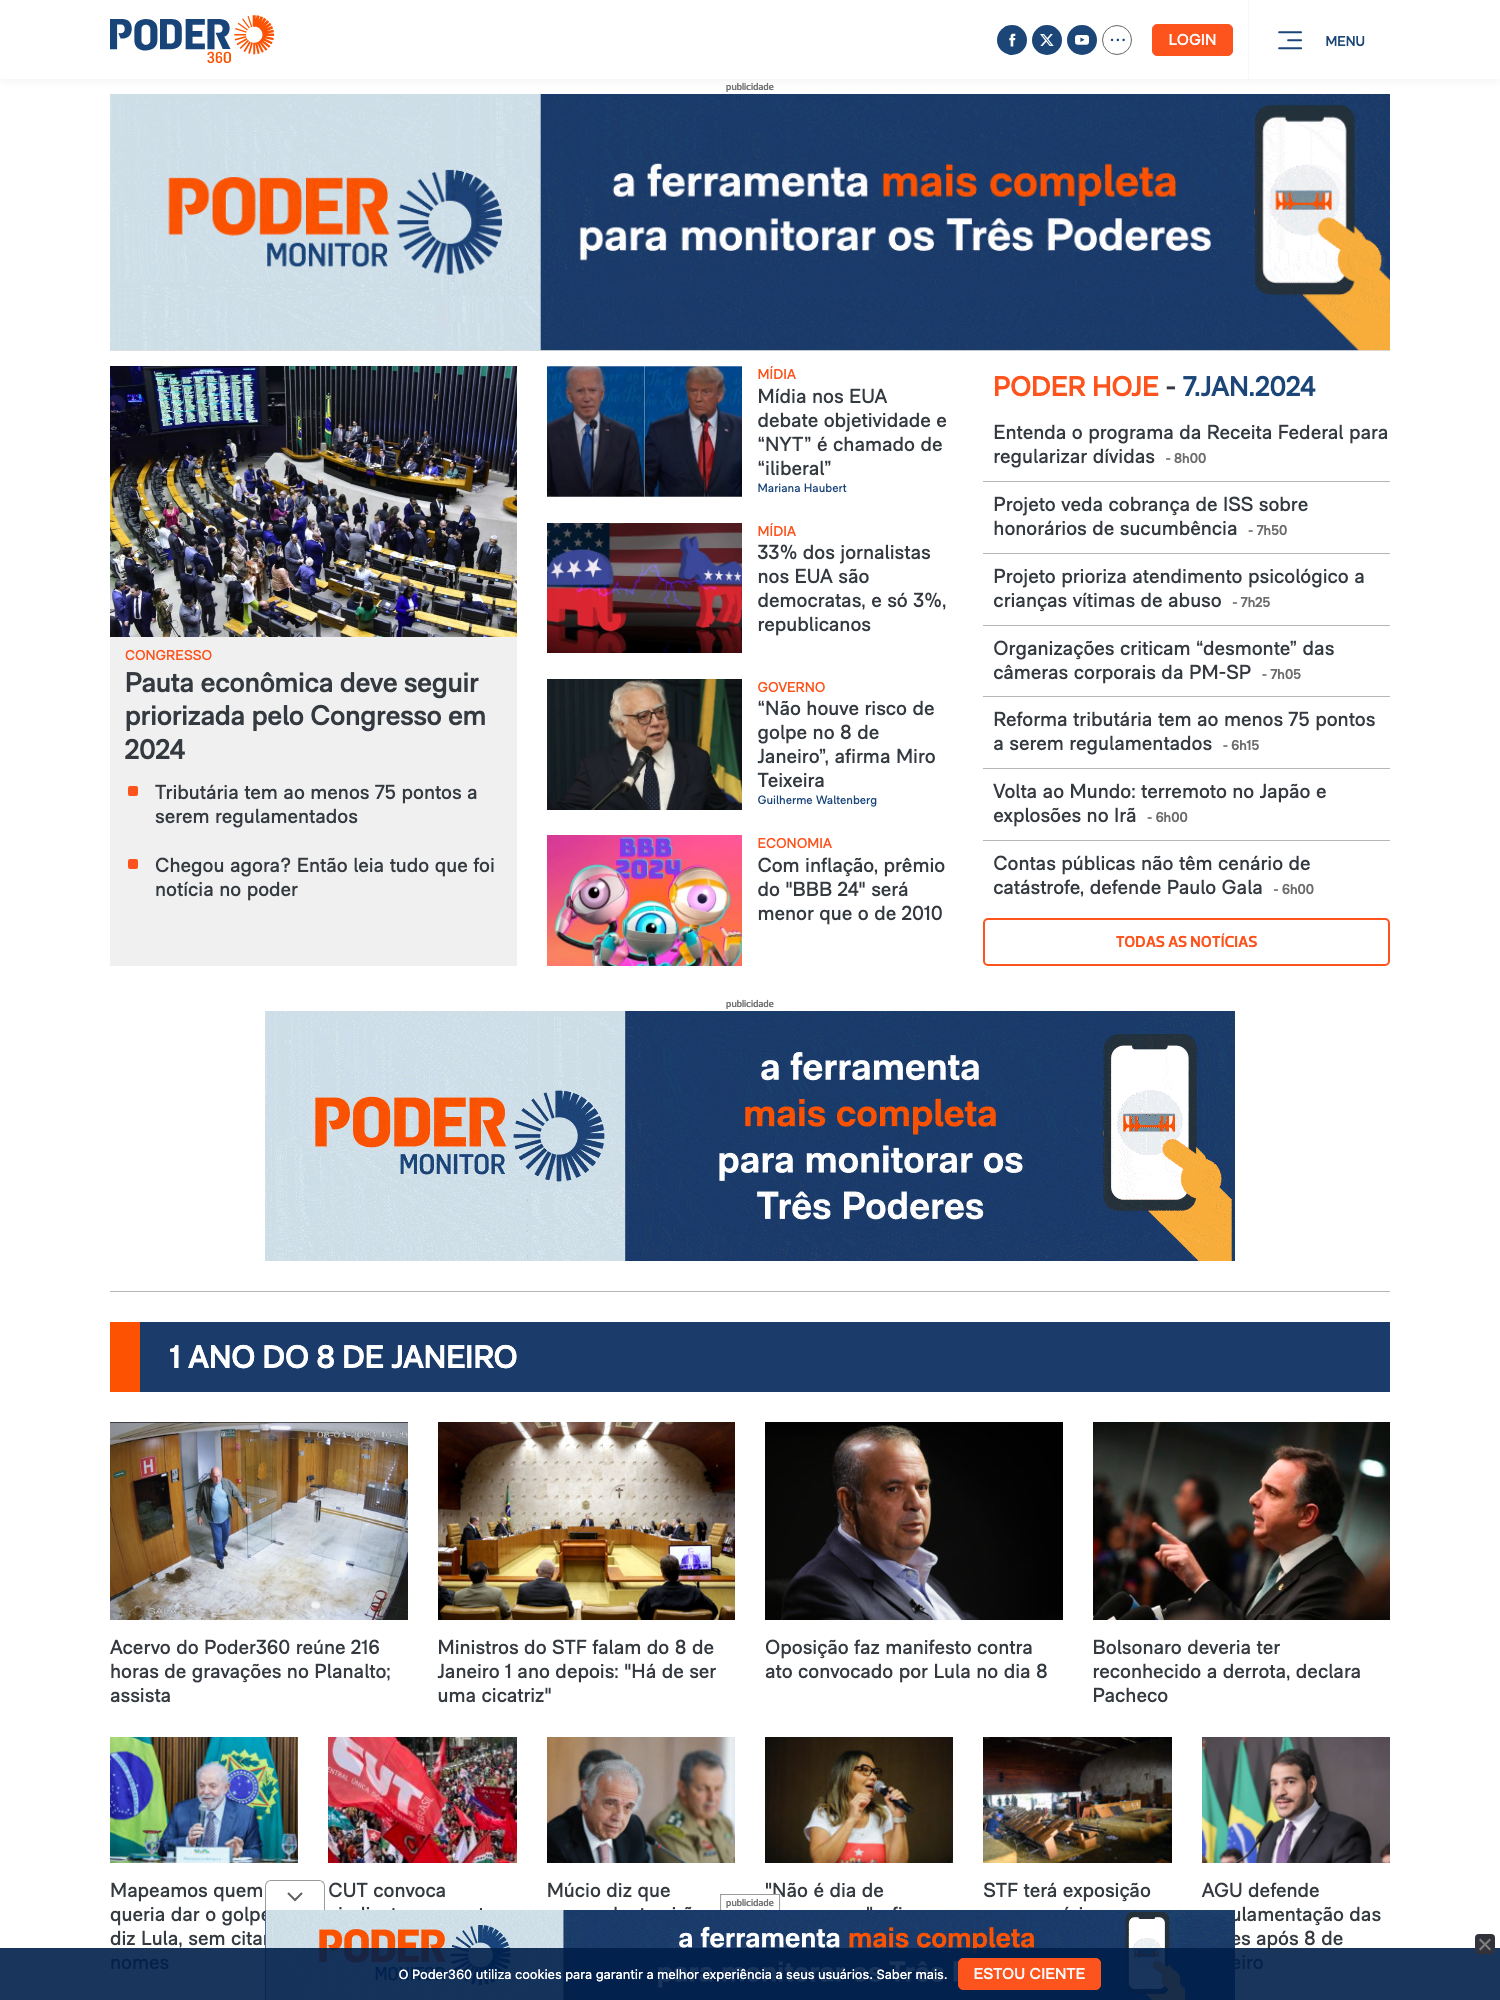 PODER
360
LOGIN
MENU
publicidade
PODER
MONITOR
a ferramenta mais completa
para monitorar os Três Poderes
CONGRESSO
Pauta econômica deve seguir
priorizada pelo Congresso em
2024
Tributária tem ao menos 75 pontos a
serem regulamentados
Chegou agora? Então leia tudo que foi
notícia no poder
MÍDIA
Mídia nos EUA
debate objetividade e
“NYT” é chamado de
“iliberal”
Mariana Haubert
MÍDIA
33% dos jornalistas
nos EUA são
democratas, e só 3%,
republicanos
GOVERNO
“Não houve risco de
golpe no 8 de
Janeiro”, afirma Miro
Teixeira
Guilherme Waltenberg
BBB
2024
ECONOMIA
Com inflação, prêmio
do "BBB 24" será
menor que o de 2010
PODER HOJE - 7.JAN.2024
Entenda o programa da Receita Federal para
regularizar dívidas - 8h00
Projeto veda cobrança de ISS sobre
honorários de sucumbência - 7h50
Projeto prioriza atendimento psicológico a
crianças vítimas de abuso - 7h25
Organizações criticam “desmonte” das
câmeras corporais da PM-SP - 7h05
Reforma tributária tem ao menos 75 pontos
a serem regulamentados - 6h15
Volta ao Mundo: terremoto no Japão e
explosões no Irã - 6h00
Contas públicas não têm cenário de
catástrofe, defende Paulo Gala - 6h00
TODAS AS NOTÍCIAS
publicidade
PODER
MONITOR
a ferramenta
mais completa
para monitorar os
Três Poderes
1 ANO DO 8 DE JANEIRO
H
Acervo do Poder360 reúne 216
horas de gravações no Planalto;
assista
Ministros do STF falam do 8 de
Janeiro 1 ano depois: "Há de ser
uma cicatriz"
Oposição faz manifesto contra
ato convocado por Lula no dia 8
Bolsonaro deveria ter
reconhecido a derrota, declara
Pacheco
CUT
Mapeamos quem
queria dar o golpe
diz Lula, sem citar
nomes
CUT convoca
Múcio diz que
"Não é dia de
STF terá exposição
AGU defende
ulamentação das
es após 8 de
eiro
publicidade
PODER
a ferramenta mais completa
O Poder360 utiliza cookies para garantir a melhor experiência a seus usuários. Saber mais.
ESTOU CIENTE